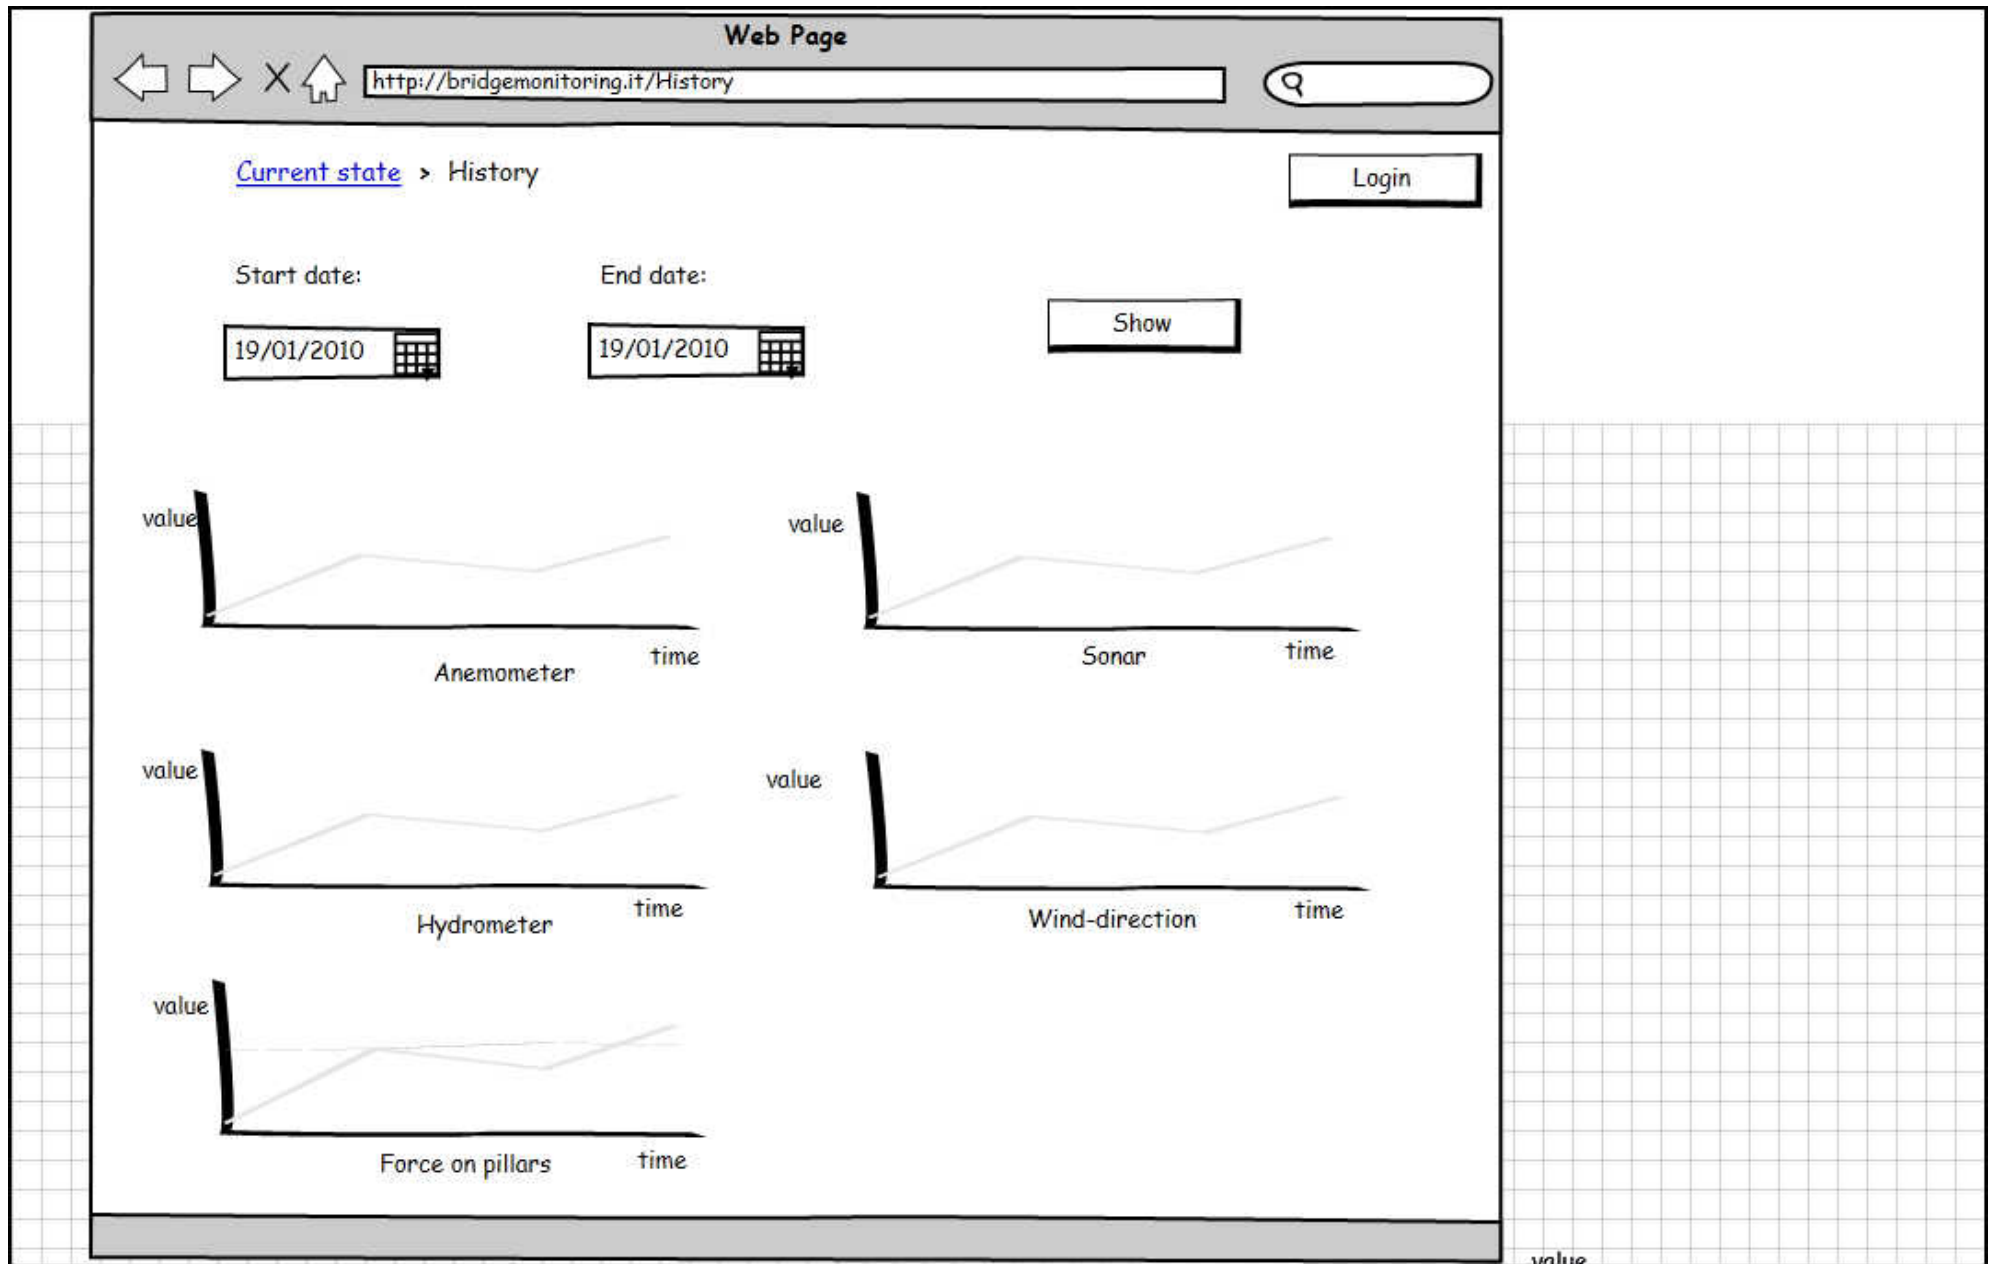 Web Page
http://bridgemonitoring.it/History
Current state > History
Login
Start date:
End date:
Show
19/01/2010
19/01/2010
value
value
time
time
Anemometer
Sonar
value
value
time
time
Hydrometer
Wind-direction
value
Force on pillars
time
value